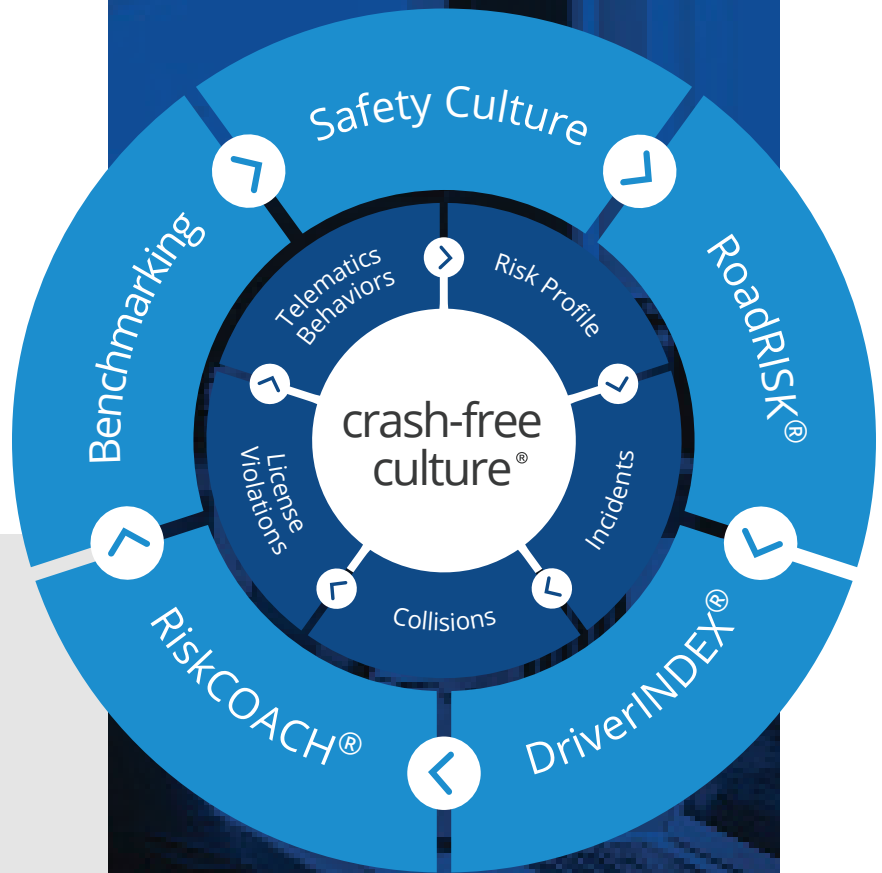 Safety Culture
RoadRISK®
DriverINDEX®
RiskCOACH®
Benchmarking
Risk Profile
Incidents
Collisions
License
Violations
Telematics
Behaviors
crash-free
culture®